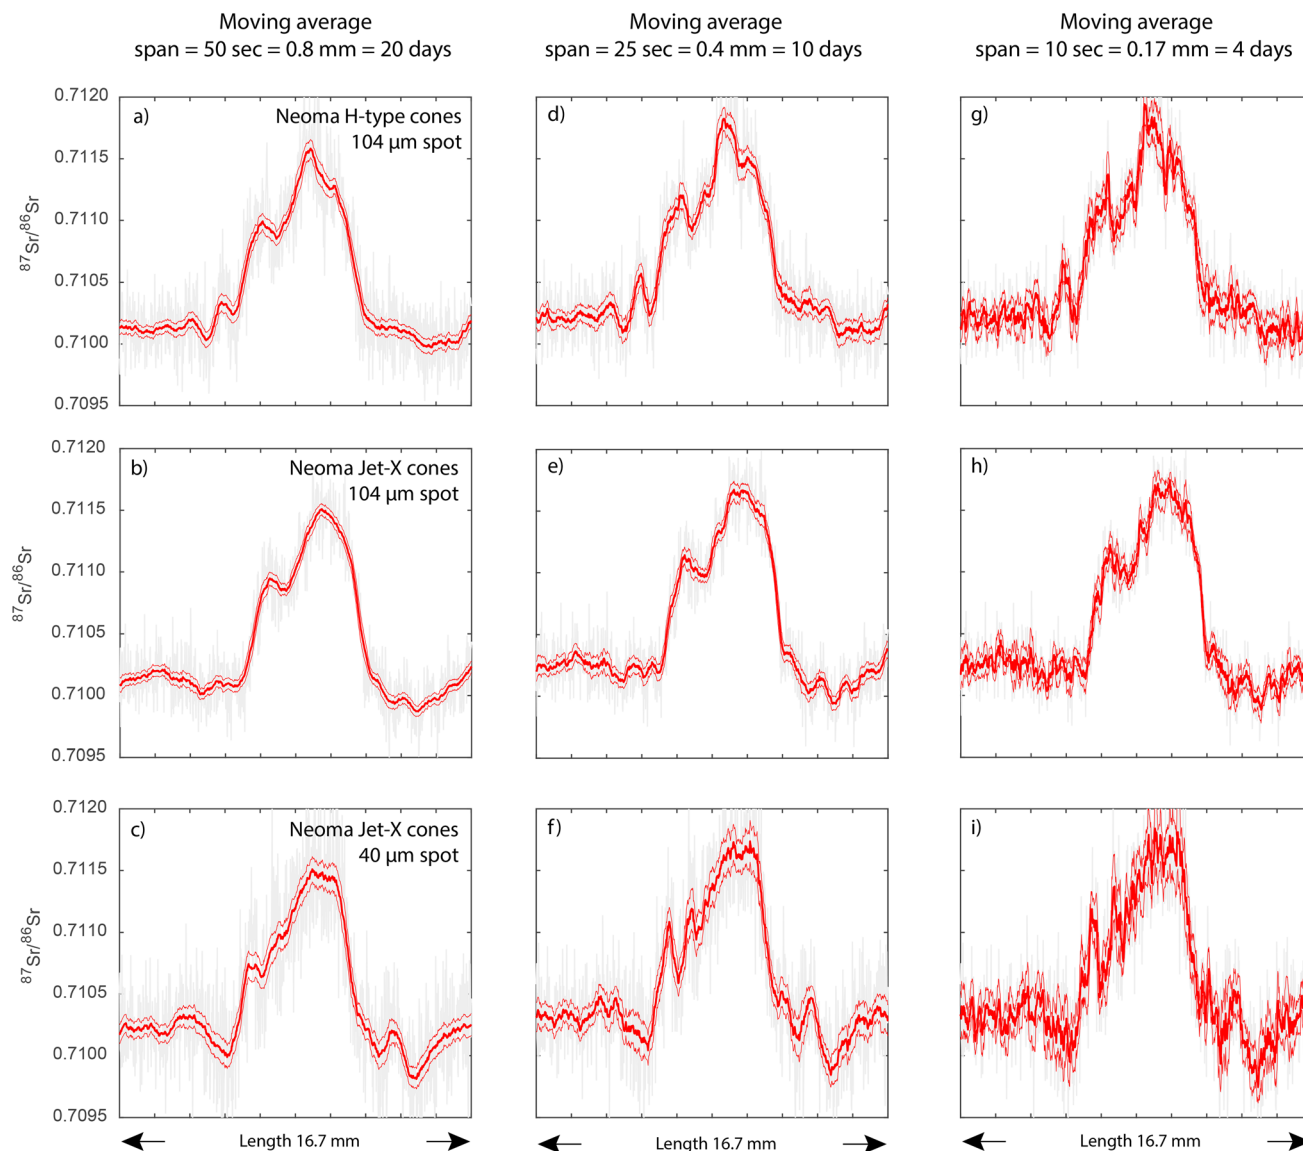 Moving average
span = 50 sec = 0.8 mm = 20 days
Moving average
span = 25 sec = 0.4 mm = 10 days
Moving average
span = 10 sec = 0.17 mm = 4 days
0.7120
0.7115
0.7110
0.7105
0.7100
0.7095
⁸⁷Sr/⁸⁶Sr
a)
Neoma H-type cones
104 µm spot
d)
g)
0.7120
0.7115
0.7110
0.7105
0.7100
0.7095
⁸⁷Sr/⁸⁶Sr
b)
Neoma Jet-X cones
104 µm spot
e)
h)
0.7120
0.7115
0.7110
0.7105
0.7100
0.7095
⁸⁷Sr/⁸⁶Sr
c)
Neoma Jet-X cones
40 µm spot
f)
i)
Length 16.7 mm
Length 16.7 mm
Length 16.7 mm